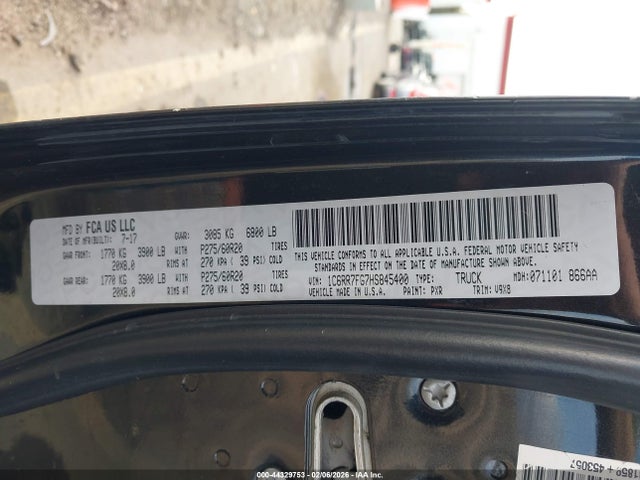 MFD BY FCA US LLC
DATE OF MFR(BUILT): 7-17 GVWR: 3085 KG 6800 LB
GAWR FRONT: 1770 KG 3900 LB WITH P275/60R20 TIRES
20X8.0 RIMS AT 270 KPA ( 39 PSI) COLD
GAWR REAR: 1770 KG 3900 LB WITH P275/60R20 TIRES
20X8.0 RIMS AT 270 KPA ( 39 PSI) COLD
THIS VEHICLE CONFORMS TO ALL APPLICABLE U.S.A. FEDERAL MOTOR VEHICLE SAFETY
STANDARDS IN EFFECT ON THE DATE OF MANUFACTURE SHOWN ABOVE.
VIN: 1C6RR7FG7HS845400 TYPE: TRUCK MDH:071101 866AA
VEHICLE MADE IN U.S.A. PAINT: PXR TRIM: V9X8
+ 453057
00-44329753 - 02/06/2026 - COPYRIGHT IAA, LLC